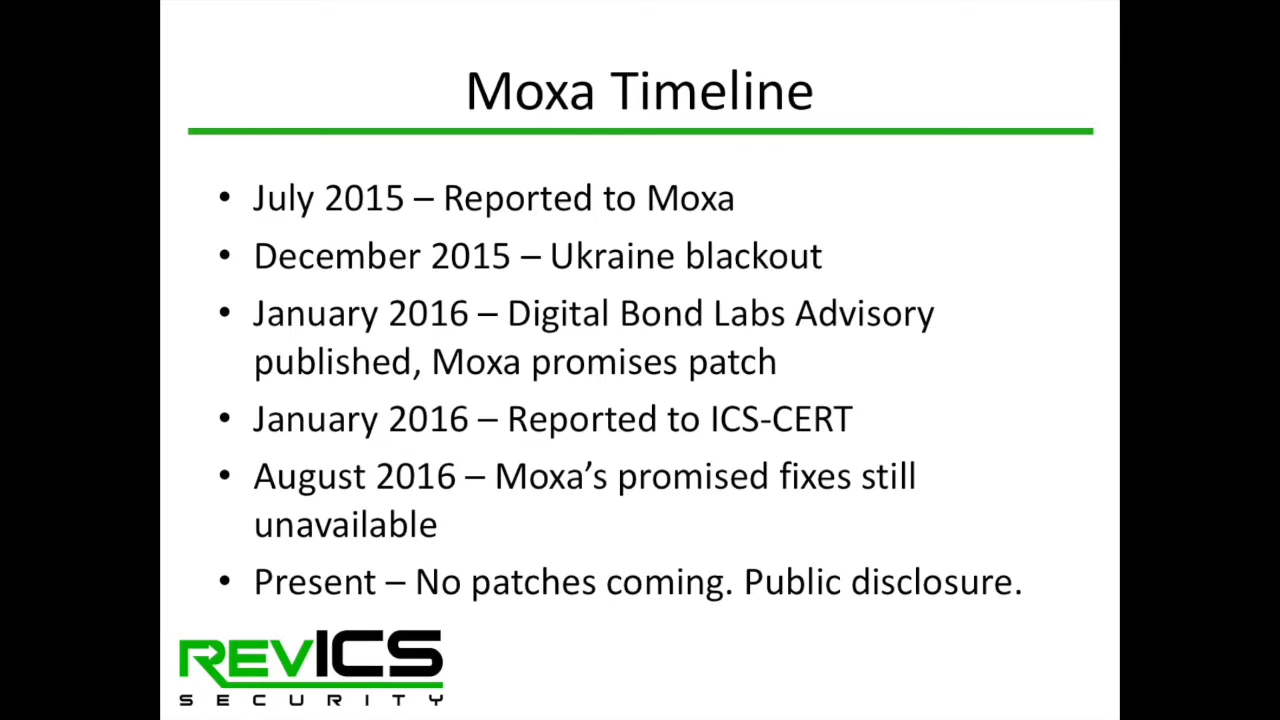 Moxa Timeline
• July 2015 – Reported to Moxa
• December 2015 – Ukraine blackout
• January 2016 – Digital Bond Labs Advisory
published, Moxa promises patch
• January 2016 – Reported to ICS-CERT
• August 2016 – Moxa's promised fixes still
unavailable
• Present – No patches coming. Public disclosure.
REVICS
SECURITY